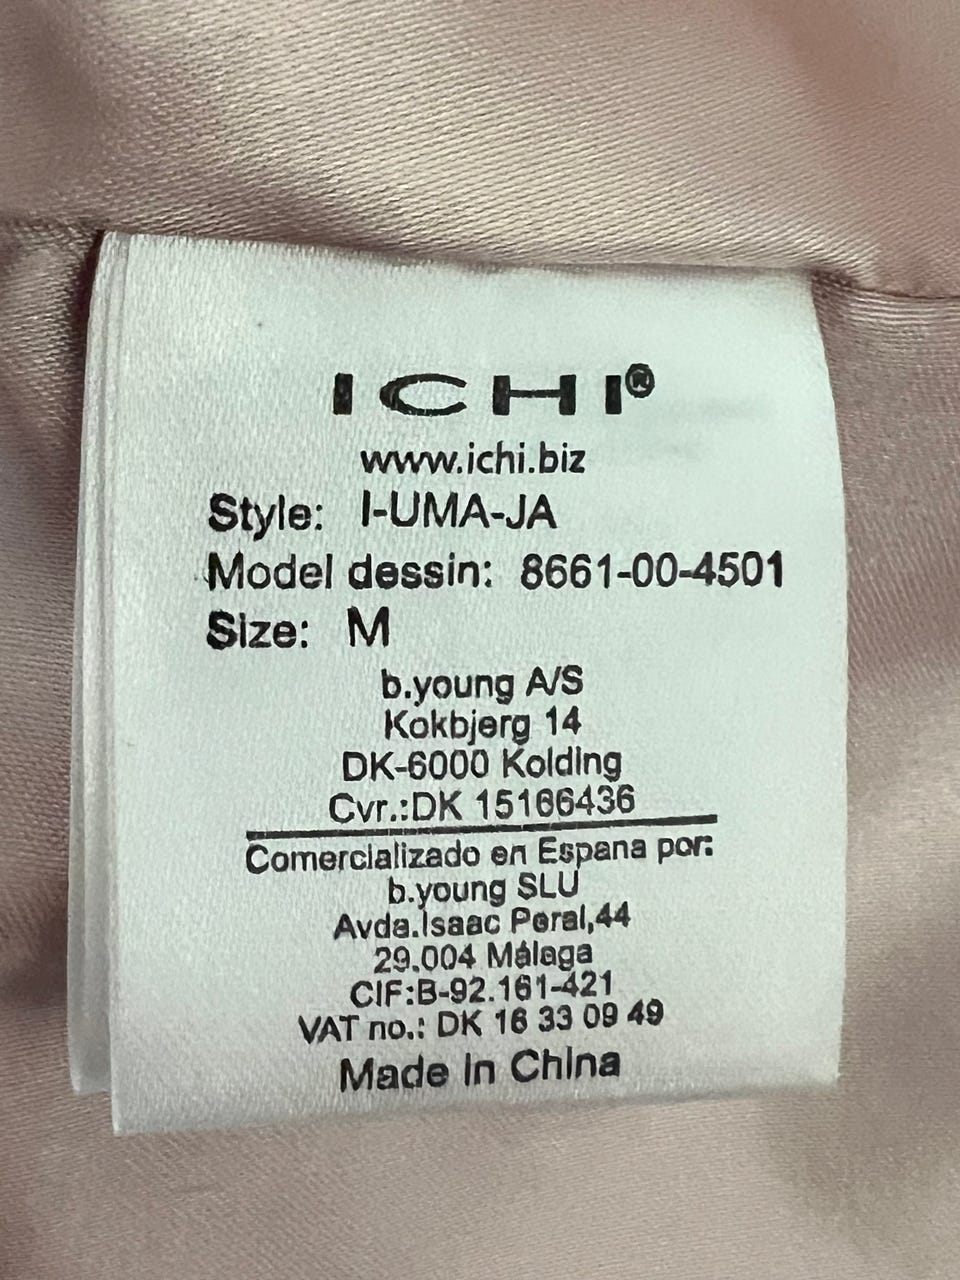 ICHI®
www.ichi.biz
Style: I-UMA-JA
Model dessin: 8661-00-4501
Size: M
b.young A/S
Kokbjerg 14
DK-6000 Kolding
Cvr.:DK 15166436
Comercializado en Espana por:
b.young SLU
Avda.Isaac Peral,44
29.004 Málaga
CIF:B-92.161-421
VAT no.: DK 16 33 09 49
Made in China